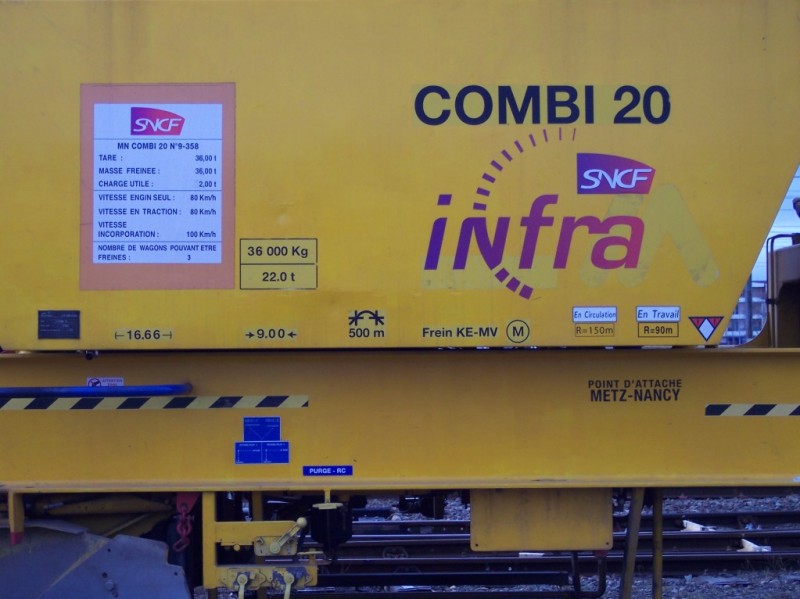 SNCF
MN COMBI 20 N°9-358
TARE : 36,00 t
MASSE FREINEE : 36,00 t
CHARGE UTILE : 2,00 t
VITESSE ENGIN SEUL : 80 Km/h
VITESSE EN TRACTION : 80 Km/h
VITESSE
INCORPORATION : 100 Km/h
NOMBRE DE WAGONS POUVANT ETRE
FREINES : 3
36 000 Kg
22.0 t
COMBI 20
SNCF
infra
16.66
9.00
500 m
Frein KE-MV M
En Circulation
R=150m
En Travail
R=90m
POINT D'ATTACHE
METZ-NANCY
PURGE - RC